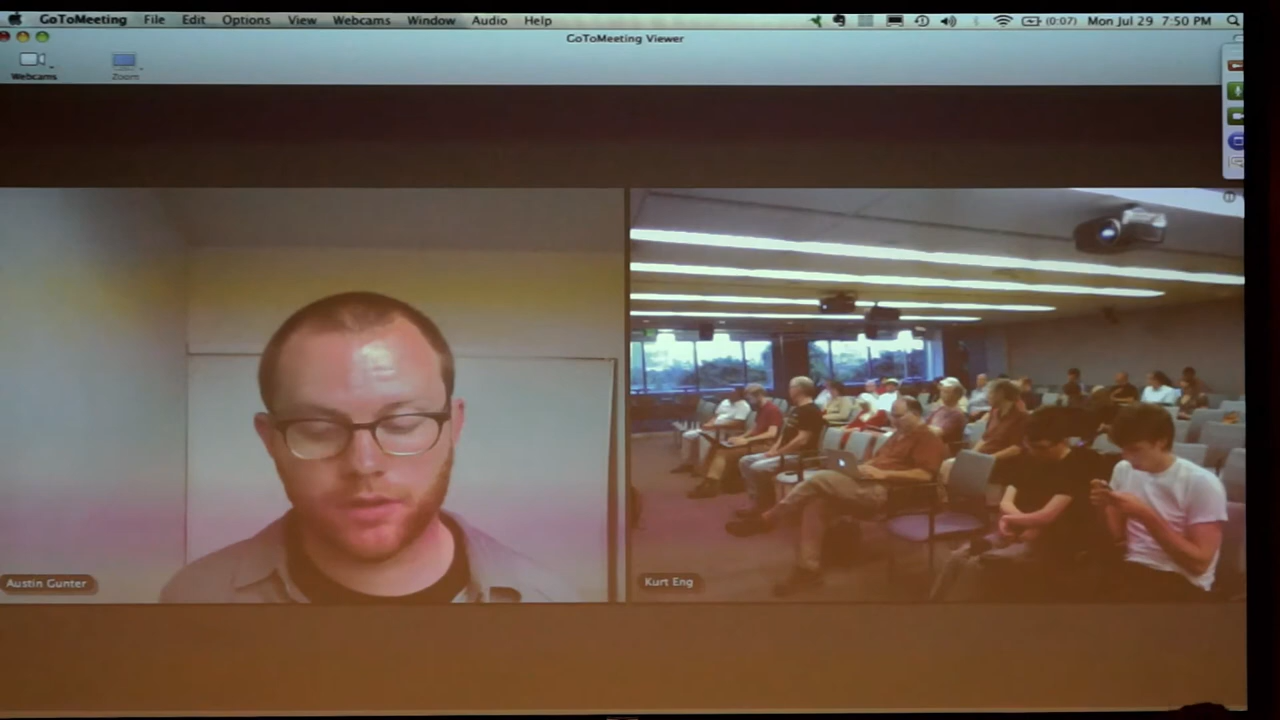 GoToMeeting File Edit Options View Webcams Window Audio Help (0:07) Mon Jul 29 7:50 PM
GoToMeeting Viewer
Webcams Zoom
Austin Gunter
Kurt Eng